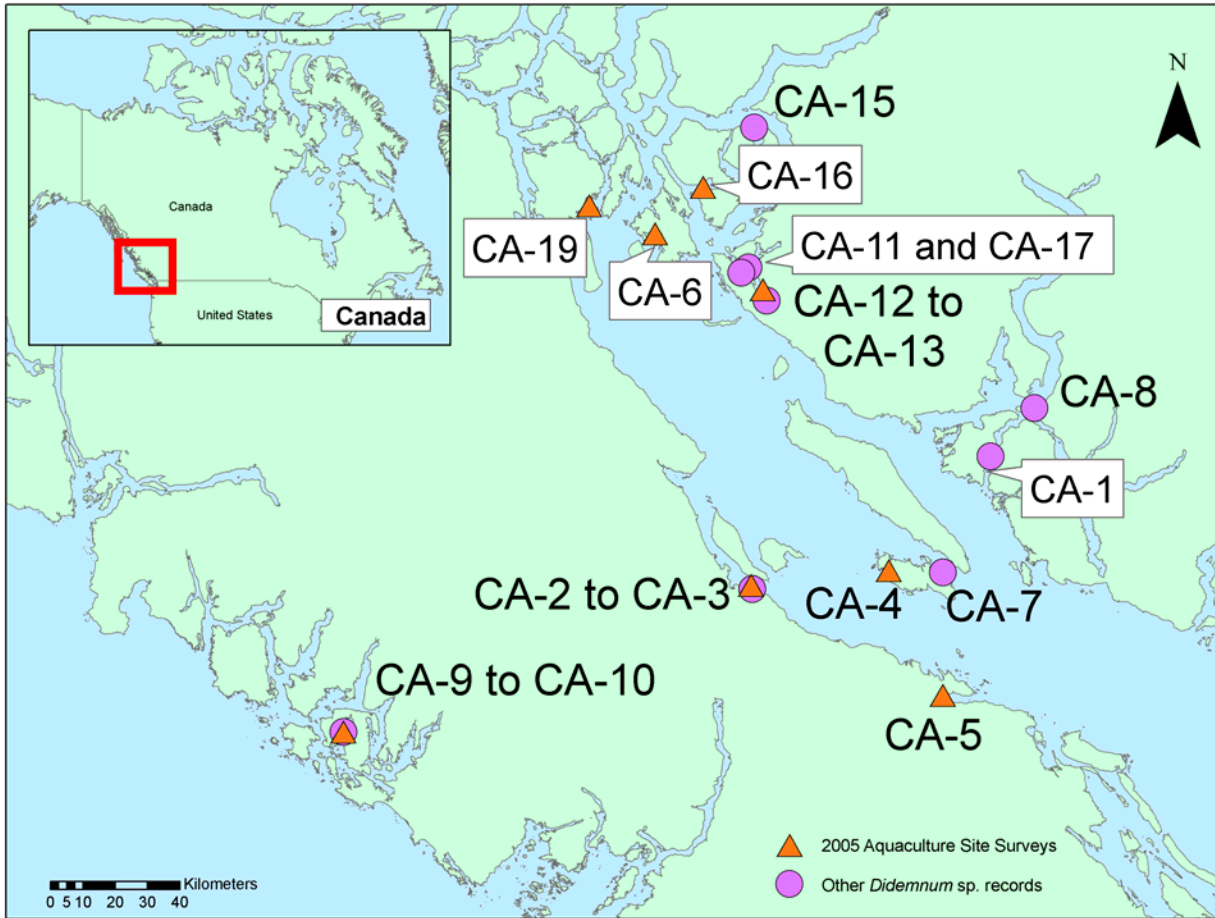 Canada
United States
Canada
N
CA-15
CA-16
CA-19
CA-11 and CA-17
CA-6
CA-12 to
CA-13
CA-8
CA-1
CA-2 to CA-3
CA-4
CA-7
CA-9 to CA-10
CA-5
2005 Aquaculture Site Surveys
Other Didemnum sp. records
Kilometers
0 5 10 20 30 40